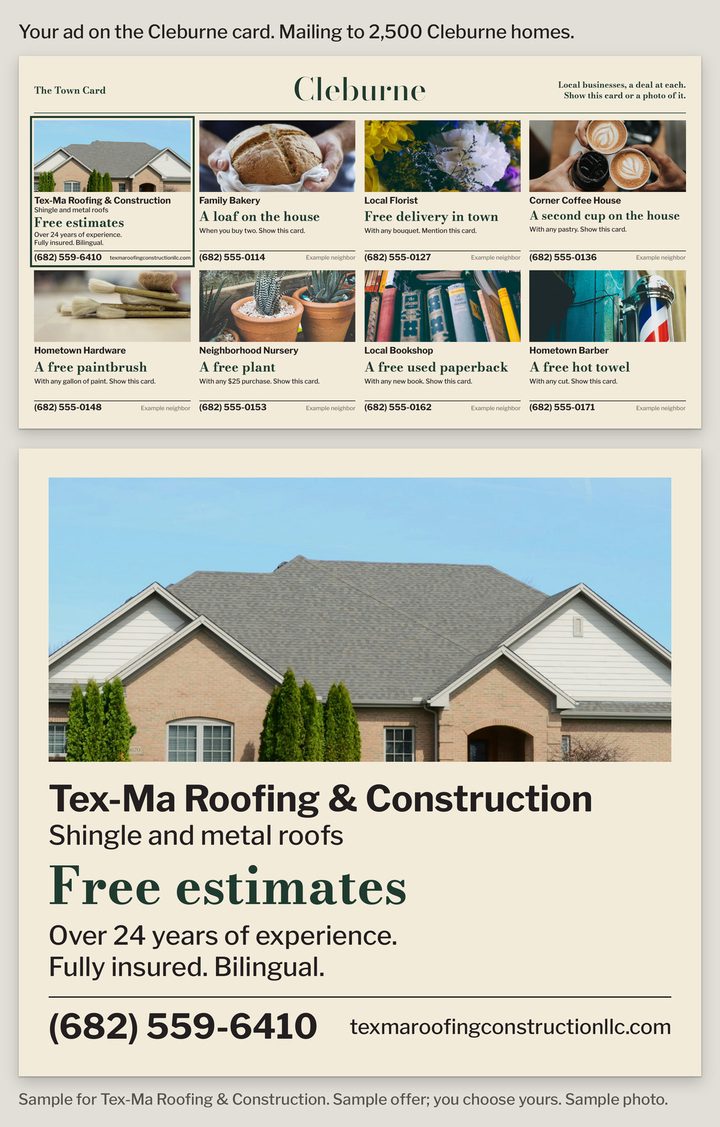 Your ad on the Cleburne card. Mailing to 2,500 Cleburne homes.
The Town Card
Cleburne
Local businesses, a deal at each.
Show this card or a photo of it.
Tex-Ma Roofing & Construction
Shingle and metal roofs
Free estimates
Over 24 years of experience.
Fully insured. Bilingual.
(682) 559-6410
texmaroofingconstructionllc.com
Family Bakery
A loaf on the house
When you buy two. Show this card.
(682) 555-0114
Example neighbor
Local Florist
Free delivery in town
With any bouquet. Mention this card.
(682) 555-0127
Example neighbor
Corner Coffee House
A second cup on the house
With any pastry. Show this card.
(682) 555-0136
Example neighbor
Hometown Hardware
A free paintbrush
With any gallon of paint. Show this card.
(682) 555-0148
Example neighbor
Neighborhood Nursery
A free plant
With any $25 purchase. Show this card.
(682) 555-0153
Example neighbor
Local Bookshop
A free used paperback
With any new book. Show this card.
(682) 555-0162
Example neighbor
Hometown Barber
A free hot towel
With any cut. Show this card.
(682) 555-0171
Example neighbor
Tex-Ma Roofing & Construction
Shingle and metal roofs
Free estimates
Over 24 years of experience.
Fully insured. Bilingual.
(682) 559-6410
texmaroofingconstructionllc.com
Sample for Tex-Ma Roofing & Construction. Sample offer; you choose yours. Sample photo.